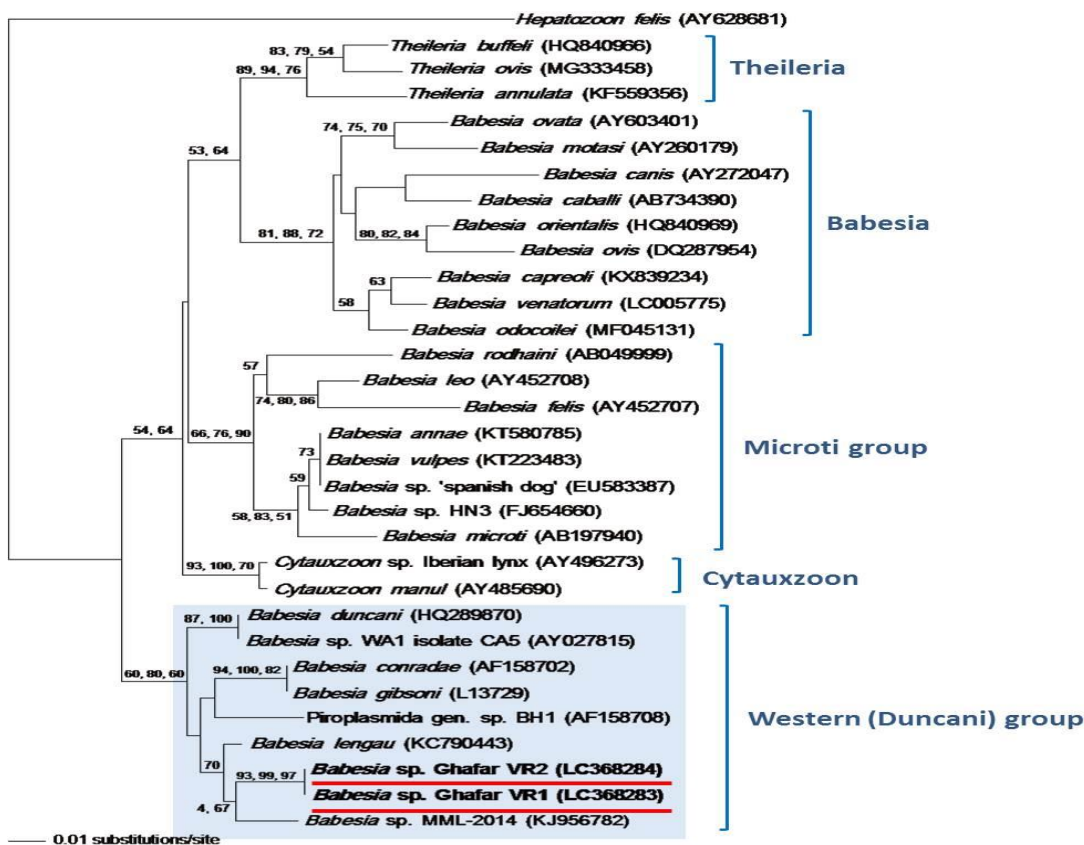 Hepatozoon felis (AY628681)
83, 79, 54
Theileria buffeli (HQ840966)
89, 94, 76
Theileria ovis (MG333458)
Theileria
Theileria annulata (KF559356)
74, 75, 70
Babesia ovata (AY603401)
53, 64
Babesia motasi (AY260179)
Babesia canis (AY272047)
Babesia caballi (AB734390)
Babesia
81, 88, 72
80, 82, 84
Babesia orientalis (HQ840969)
Babesia ovis (DQ287954)
63
Babesia capreoli (KX839234)
58
Babesia venatorum (LC005775)
Babesia odocoilei (MF045131)
57
Babesia rodhaini (AB049999)
Babesia leo (AY452708)
74, 80, 86
Babesia felis (AY452707)
54, 64
66, 76, 90
Babesia annae (KT580785)
Microti group
73
Babesia vulpes (KT223483)
59
Babesia sp. 'spanish dog' (EU583387)
58, 83, 51
Babesia sp. HN3 (FJ654660)
Babesia microti (AB197940)
93, 100, 70
Cytauxzoon sp. Iberian lynx (AY496273)
Cytauxzoon
Cytauxzoon manul (AY485690)
87, 100
Babesia duncani (HQ289870)
Babesia sp. WA1 isolate CA5 (AY027815)
60, 80, 60
94, 100, 82
Babesia conradae (AF158702)
Babesia gibsoni (L13729)
Piroplasmida gen. sp. BH1 (AF158708)
Western (Duncani) group
Babesia lengau (KC790443)
70
93, 99, 97
Babesia sp. Ghafar VR2 (LC368284)
4, 67
Babesia sp. Ghafar VR1 (LC368283)
Babesia sp. MML-2014 (KJ956782)
0.01 substitutions/site